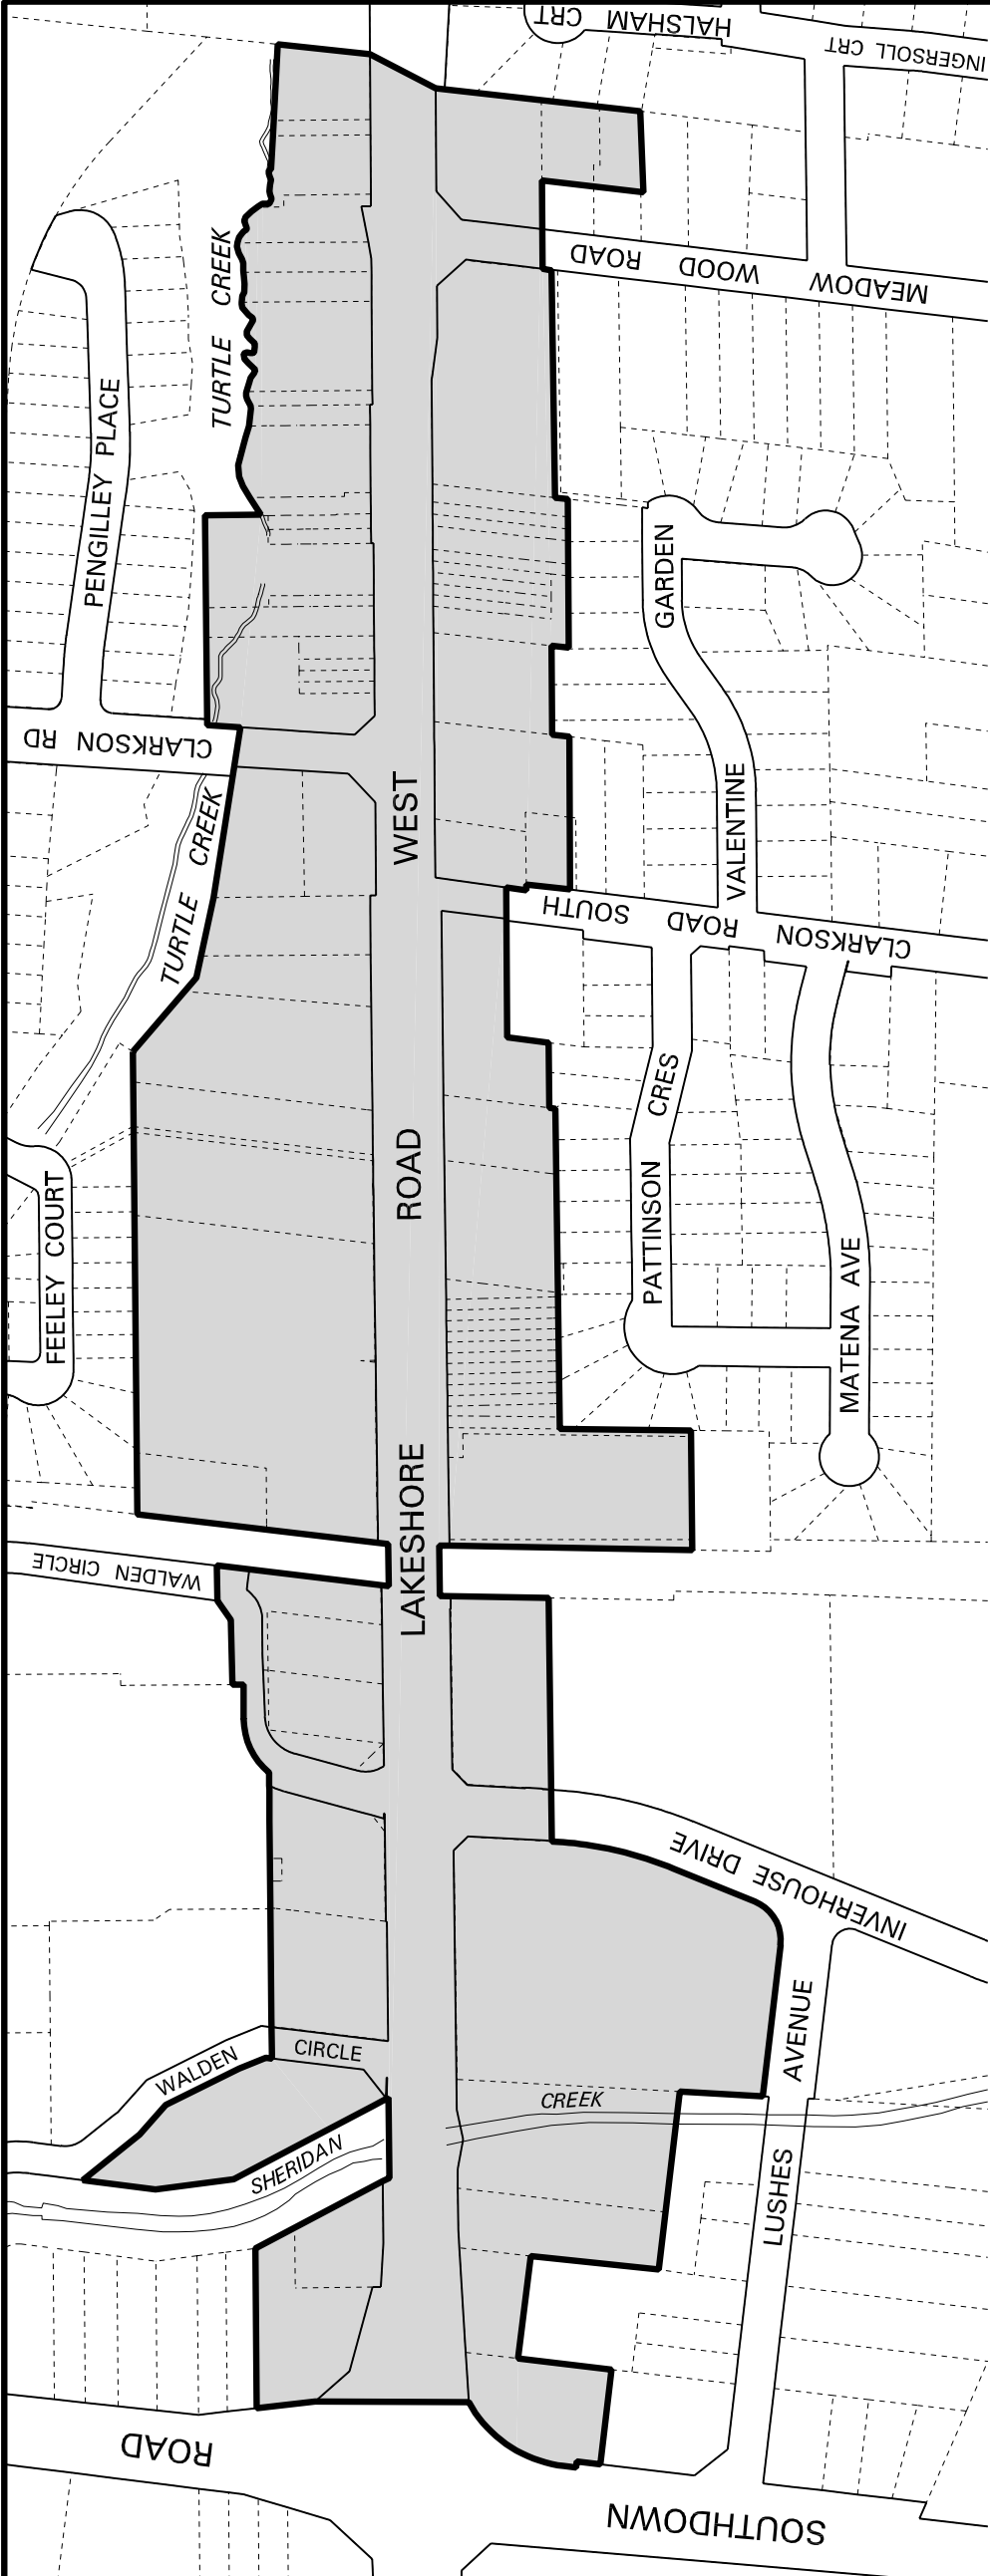 HALSHAM CRT
INGERSOLL CRT
MEADOW WOOD ROAD
TURTLE CREEK
PENGILLEY PLACE
GARDEN
CLARKSON RD
VALENTINE
LAKESHORE ROAD WEST
TURTLE CREEK
CLARKSON ROAD SOUTH
PATTINSON CRES
FEELEY COURT
MATENA AVE
WALDEN CIRCLE
INVERHOUSE DRIVE
LUSHES AVENUE
WALDEN CIRCLE
SHERIDAN CREEK
SOUTHDOWN ROAD